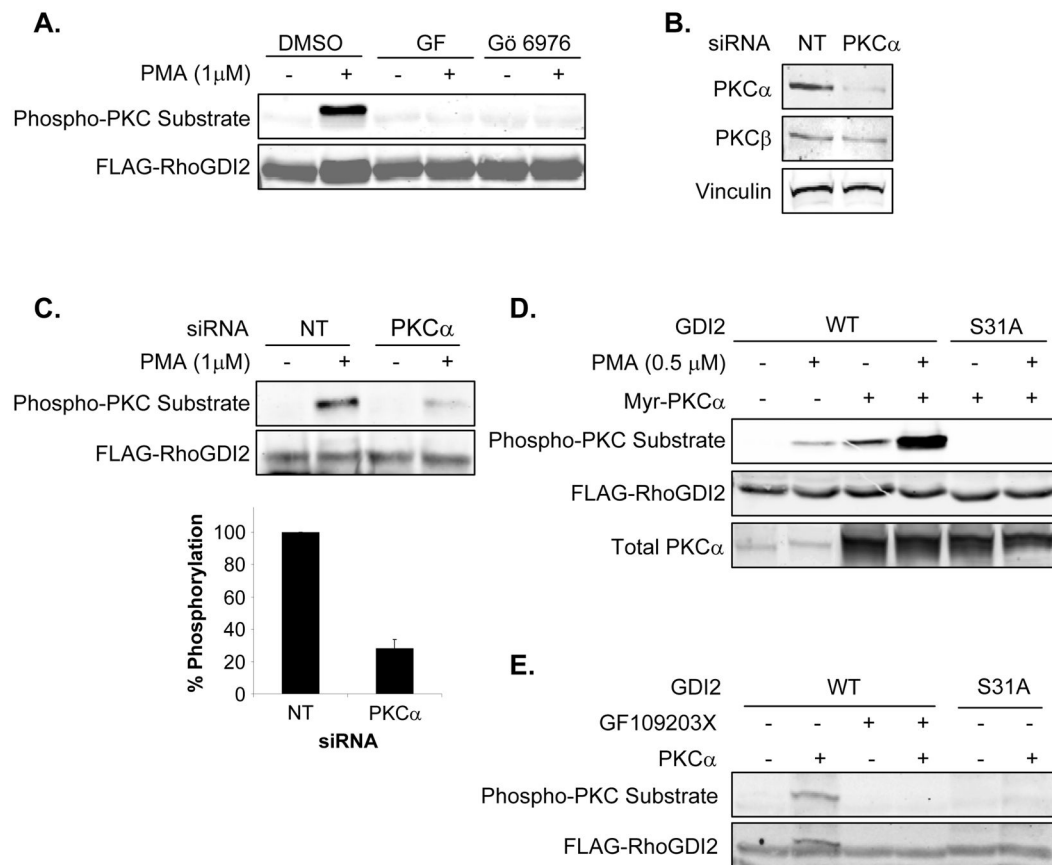 A.
DMSO GF Gö 6976
PMA (1μM) - + - + - +
Phospho-PKC Substrate
FLAG-RhoGDI2
B.
siRNA NT PKCα
PKCα
PKCβ
Vinculin
C.
siRNA NT PKCα
PMA (1μM) - + - +
Phospho-PKC Substrate
FLAG-RhoGDI2
% Phosphorylation
100
80
60
40
20
0
NT PKCα
siRNA
D.
GDI2 WT S31A
PMA (0.5 μM) - + - + - +
Myr-PKCα - - + + + +
Phospho-PKC Substrate
FLAG-RhoGDI2
Total PKCα
E.
GDI2 WT S31A
GF109203X - - + + - -
PKCα - + - + - +
Phospho-PKC Substrate
FLAG-RhoGDI2